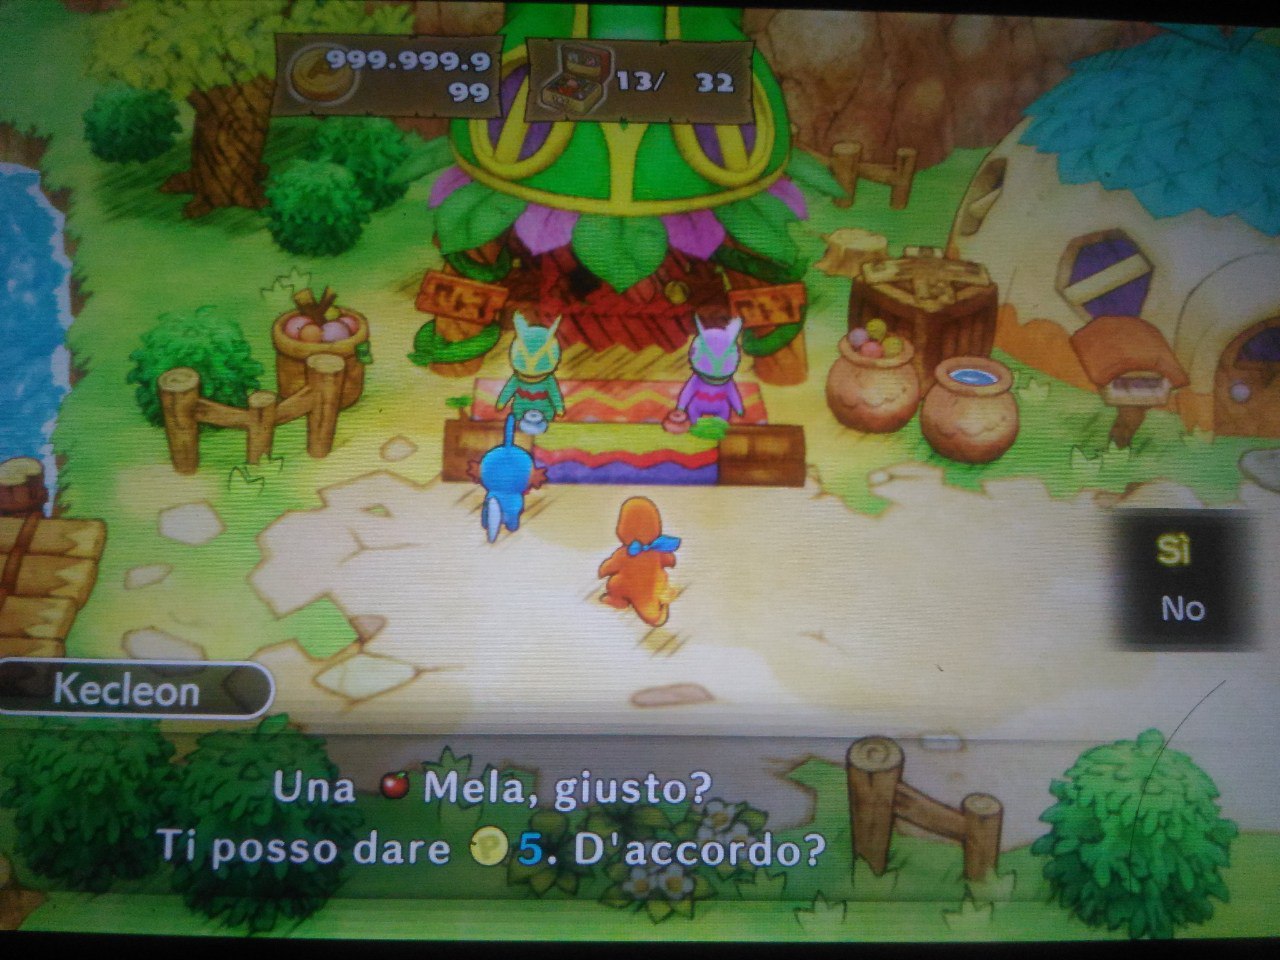 999.999.9
99
13/ 32
Sì
No
Kecleon
Una Mela, giusto?
Ti posso dare 5. D'accordo?